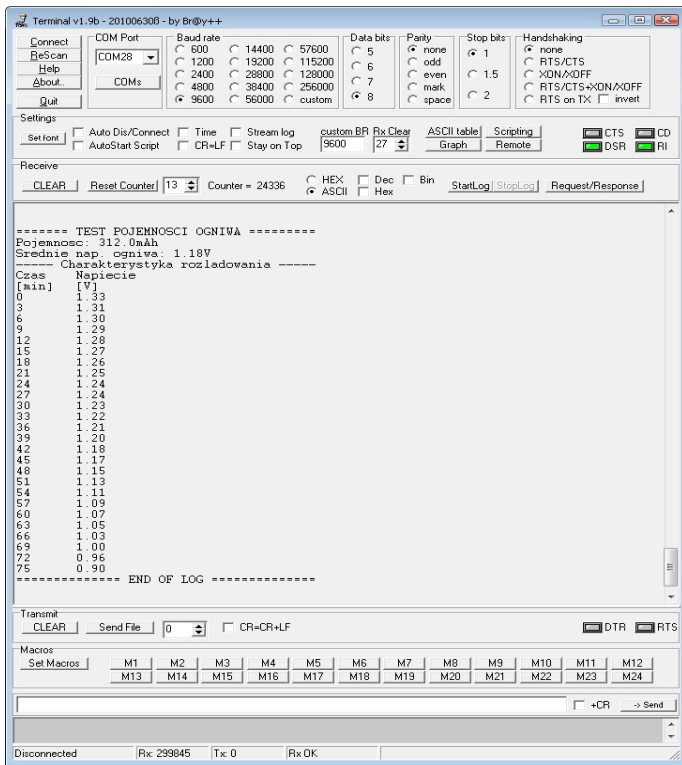 Terminal v1.9b - 20100630ß - by Br@y++
Connect
ReScan
Help
About..
Quit
COM Port
COM28
COMs
Baud rate
600 14400 57600
1200 19200 115200
2400 28800 128000
4800 38400 256000
9600 56000 custom
Data bits
5
6
7
8
Parity
none
odd
even
mark
space
Stop bits
1
1.5
2
Handshaking
none
RTS/CTS
XON/XOFF
RTS/CTS+XON/XOFF
RTS on TX invert
Settings
Set font
Auto Dis/Connect Time Stream log custom BR Rx Clear ASCII table Scripting CTS CD
AutoStart Script CR=LF Stay on Top 9600 27 Graph Remote DSR RI
Receive
CLEAR Reset Counter 13 Counter = 24336 HEX Dec Bin StartLog StopLog Request/Response
ASCII Hex
======= TEST POJEMNOSCI OGNIWA =========
Pojemnosc: 312.0mAh
Srednie nap. ogniwa: 1.18V
----- Charakterystyka rozladowania -----
Czas Napiecie
[min] [V]
0 1.33
3 1.31
6 1.30
9 1.29
12 1.28
15 1.27
18 1.26
21 1.25
24 1.24
27 1.24
30 1.23
33 1.22
36 1.21
39 1.20
42 1.18
45 1.17
48 1.15
51 1.13
54 1.11
57 1.09
60 1.07
63 1.05
66 1.03
69 1.00
72 0.96
75 0.90
============== END OF LOG ==============
Transmit
CLEAR Send File 0 CR=CR+LF DTR RTS
Macros
Set Macros M1 M2 M3 M4 M5 M6 M7 M8 M9 M10 M11 M12
M13 M14 M15 M16 M17 M18 M19 M20 M21 M22 M23 M24
+CR -> Send
Disconnected Rx: 299845 Tx: 0 Rx OK